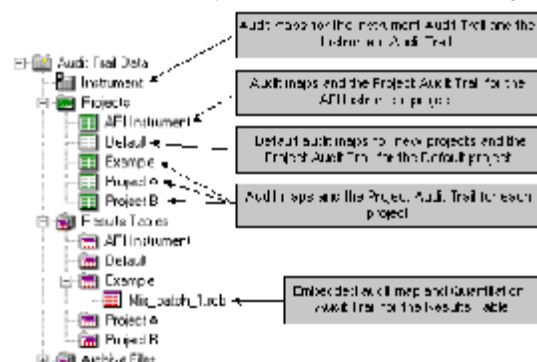 Audit maps for the Instrument Audit Trail and the
Instrument Audit Trail
Audit Trail Data
Instrument
Audit maps and the Project Audit Trail for the
API Instrument project
Projects
API Instrument
Default
Default audit maps for new projects and the
Project Audit Trail for the Default project
Example
Project A
Project B
Audit maps and the Project Audit Trail for each
project
Results Tables
API Instrument
Default
Example
Embedded audit map and Quantitation
Audit Trail for the Results Table
Project A
Project B
Archive Files